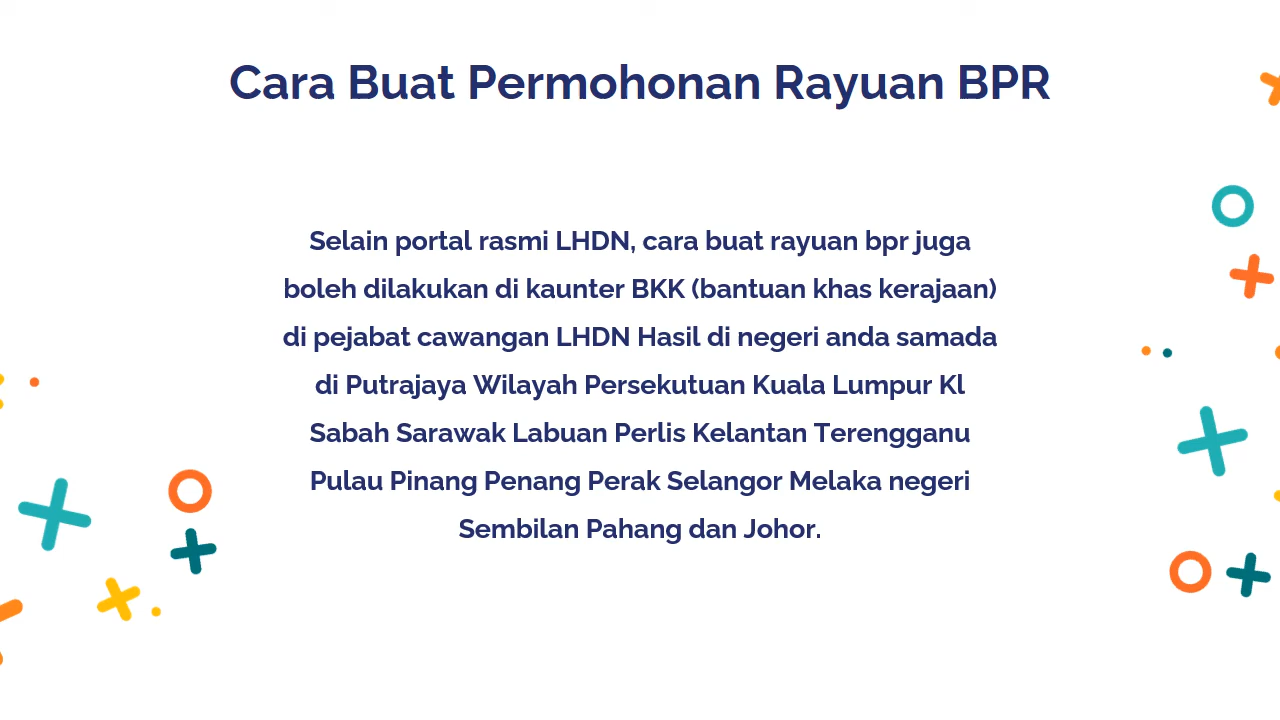 Cara Buat Permohonan Rayuan BPR
Selain portal rasmi LHDN, cara buat rayuan bpr juga
boleh dilakukan di kaunter BKK (bantuan khas kerajaan)
di pejabat cawangan LHDN Hasil di negeri anda samada
di Putrajaya Wilayah Persekutuan Kuala Lumpur Kl
Sabah Sarawak Labuan Perlis Kelantan Terengganu
Pulau Pinang Penang Perak Selangor Melaka negeri
Sembilan Pahang dan Johor.